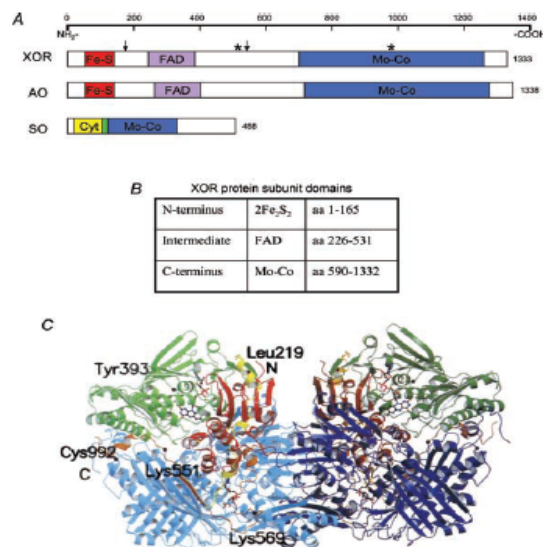 A
0 200 400 600 800 1000 1200 1400
NH₂- -COOH
XOR Fe-S FAD Mo-Co 1333
AO Fe-S FAD Mo-Co 1338
SO Cyt Mo-Co 488
B XOR protein subunit domains
N-terminus 2Fe₂S₂ aa 1-165
Intermediate FAD aa 226-531
C-terminus Mo-Co aa 590-1332
C
Leu219
Tyr393 N
Cys992
C Lys551
Lys569